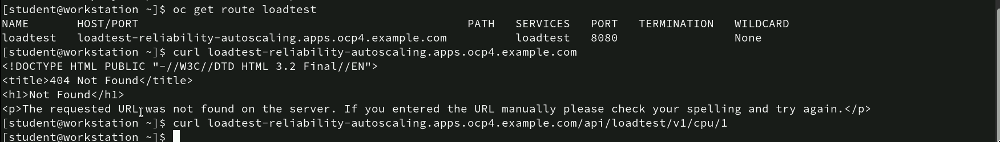 [student@workstation ~]$ oc get route loadtest
NAME       HOST/PORT                                                PATH   SERVICES   PORT   TERMINATION   WILDCARD
loadtest   loadtest-reliability-autoscaling.apps.ocp4.example.com          loadtest   8080                 None
[student@workstation ~]$ curl loadtest-reliability-autoscaling.apps.ocp4.example.com
<!DOCTYPE HTML PUBLIC "-//W3C//DTD HTML 3.2 Final//EN">
<title>404 Not Found</title>
<h1>Not Found</h1>
<p>The requested URL was not found on the server. If you entered the URL manually please check your spelling and try again.</p>
[student@workstation ~]$ curl loadtest-reliability-autoscaling.apps.ocp4.example.com/api/loadtest/v1/cpu/1
[student@workstation ~]$